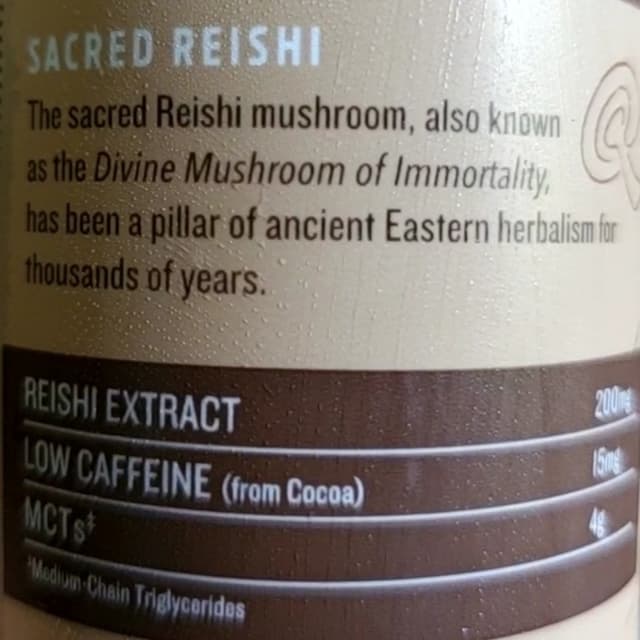 SACRED REISHI
The sacred Reishi mushroom, also known
as the Divine Mushroom of Immortality,
has been a pillar of ancient Eastern herbalism for
thousands of years.
REISHI EXTRACT 200mg
LOW CAFFEINE (from Cocoa) 15mg
MCTs‡ 4g
‡Medium-Chain Triglycerides